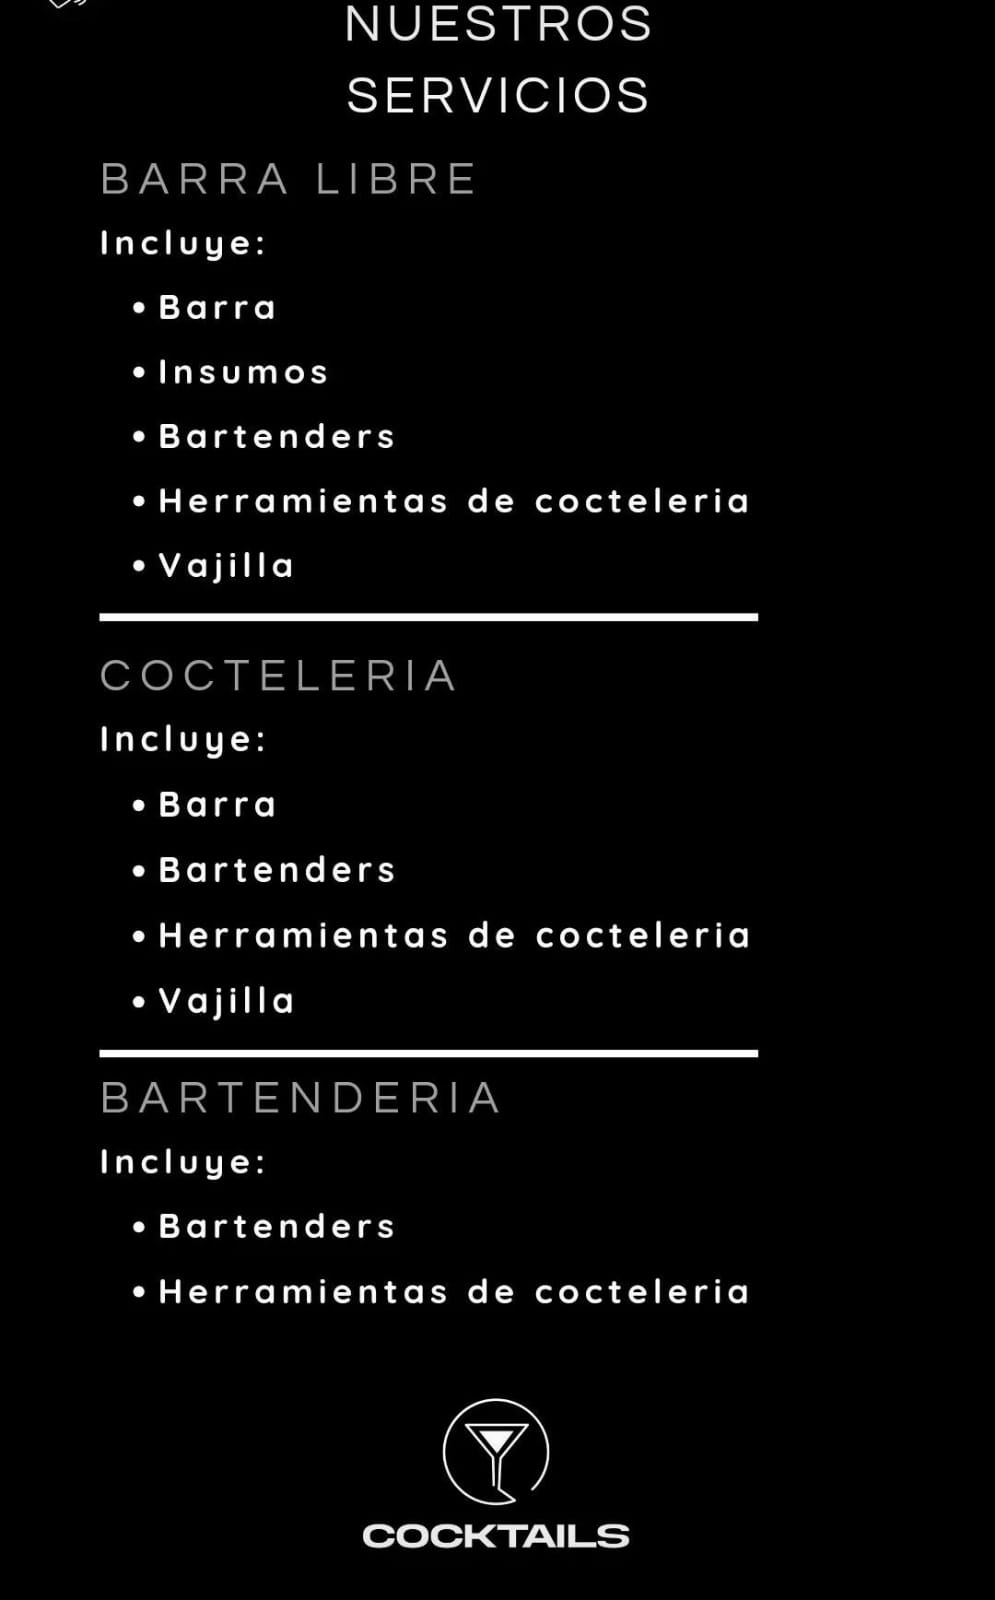 NUESTROS
SERVICIOS
BARRA LIBRE
Incluye:
• Barra
• Insumos
• Bartenders
• Herramientas de cocteleria
• Vajilla
COCTELERIA
Incluye:
• Barra
• Bartenders
• Herramientas de cocteleria
• Vajilla
BARTENDERIA
Incluye:
• Bartenders
• Herramientas de cocteleria
COCKTAILS